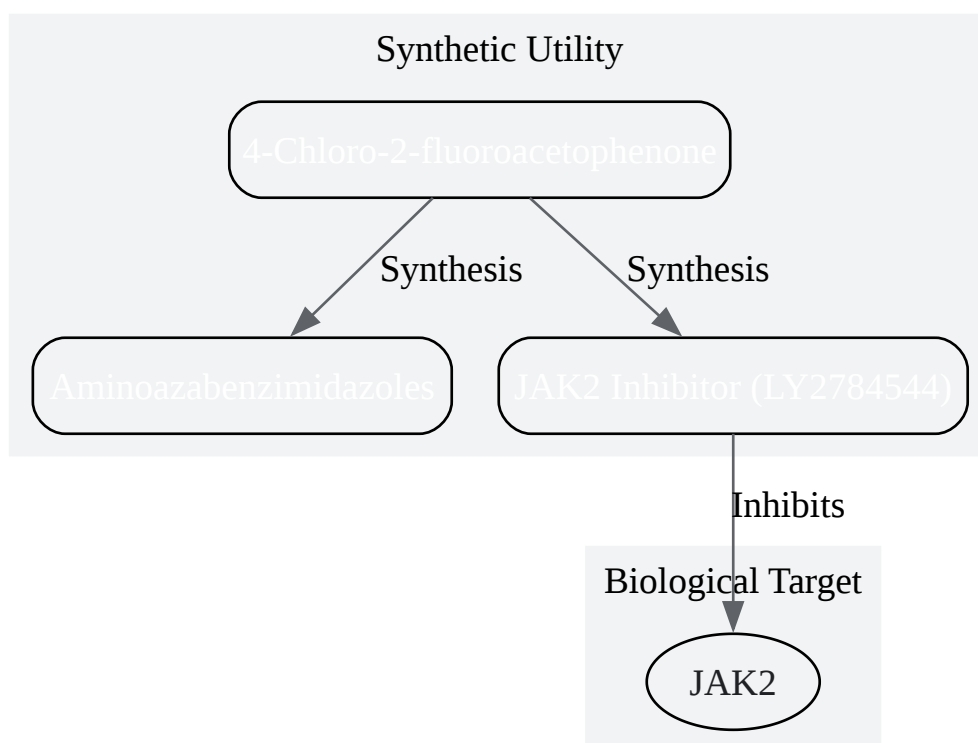 Synthetic Utility
4-Chloro-2-fluoroacetophenone
Synthesis
Synthesis
Aminoazabenzimidazoles
JAK2 Inhibitor (LY2784544)
Inhibits
Biological Target
JAK2